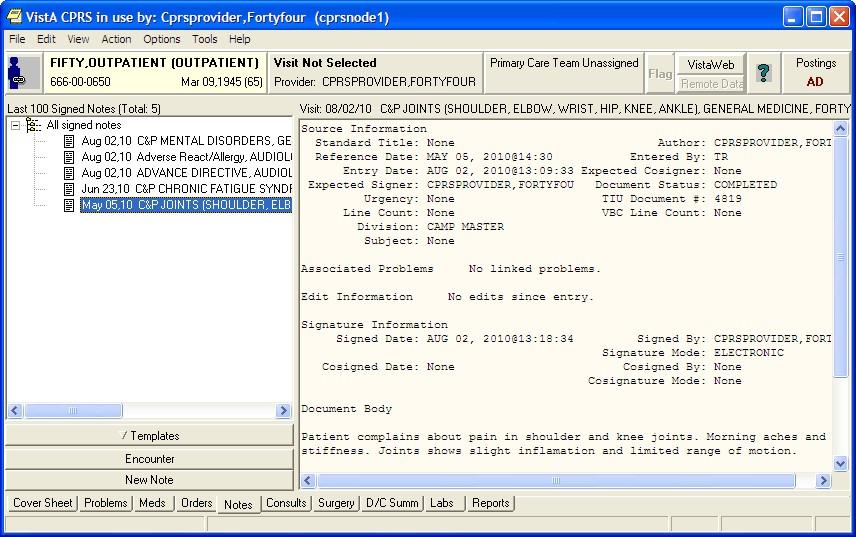 VistA CPRS in use by: Cprsprovider,Fortyfour (cprsnode1)
File Edit View Action Options Tools Help
FIFTY,OUTPATIENT (OUTPATIENT)
666-00-0650 Mar 09,1945 (65)
Visit Not Selected
Provider: CPRSPROVIDER,FORTYFOUR
Primary Care Team Unassigned
Flag
VistaWeb
Remote Data
?
Postings
AD
Last 100 Signed Notes (Total: 5)
All signed notes
Aug 02,10 C&P MENTAL DISORDERS, GE
Aug 02,10 Adverse React/Allergy, AUDIOL
Aug 02,10 ADVANCE DIRECTIVE, AUDIOL
Jun 23,10 C&P CHRONIC FATIGUE SYNDF
May 05,10 C&P JOINTS (SHOULDER, ELB
/ Templates
Encounter
New Note
Visit: 08/02/10 C&P JOINTS (SHOULDER, ELBOW, WRIST, HIP, KNEE, ANKLE), GENERAL MEDICINE, FORTY
Source Information
Standard Title: None Author: CPRSPROVIDER,FORT
Reference Date: MAY 05, 2010@14:30 Entered By: TR
Entry Date: AUG 02, 2010@13:09:33 Expected Cosigner: None
Expected Signer: CPRSPROVIDER,FORTYFOU Document Status: COMPLETED
Urgency: None TIU Document #: 4819
Line Count: None VBC Line Count: None
Division: CAMP MASTER
Subject: None
Associated Problems No linked problems.
Edit Information No edits since entry.
Signature Information
Signed Date: AUG 02, 2010@13:18:34 Signed By: CPRSPROVIDER,FORT
Signature Mode: ELECTRONIC
Cosigned Date: None Cosigned By: None
Cosignature Mode: None
Document Body
Patient complains about pain in shoulder and knee joints. Morning aches and
stiffness. Joints shows slight inflamation and limited range of motion.
Cover Sheet Problems Meds Orders Notes Consults Surgery D/C Summ Labs Reports